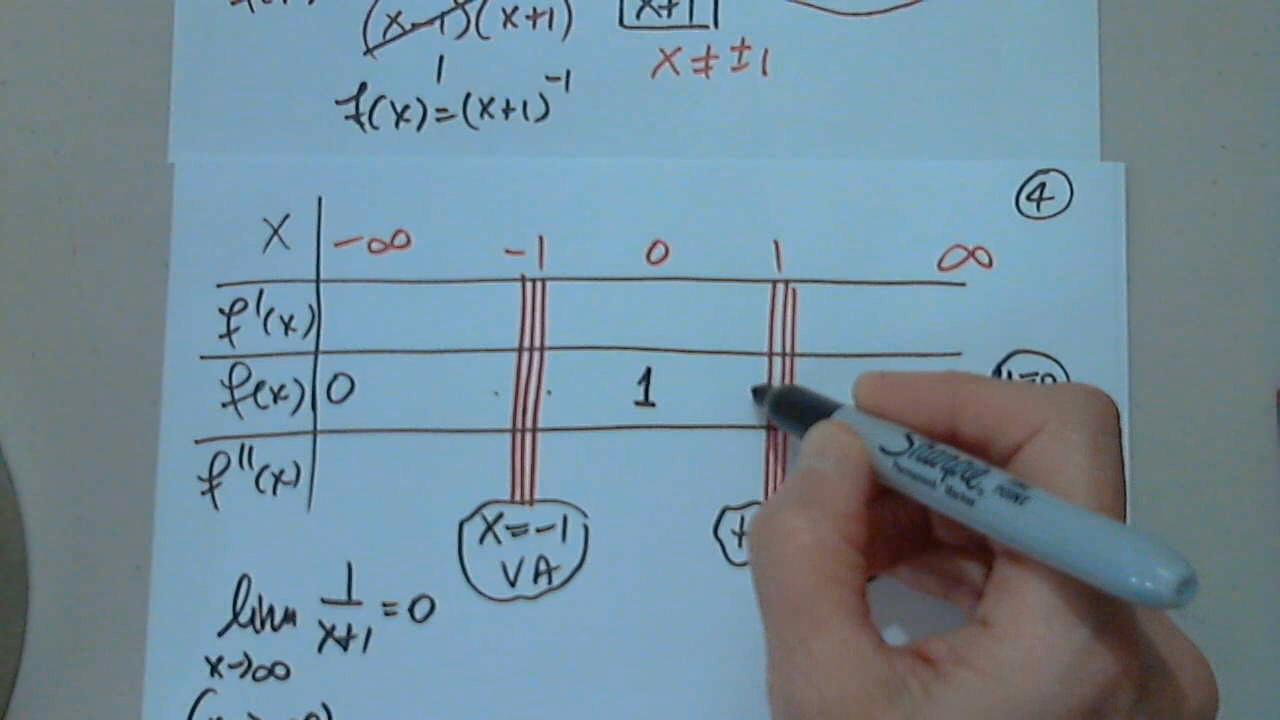 (x-1)(x+1) x+1
1 x ≠ ±1
f(x)=(x+1)^-1
4
x -∞ -1 0 1 ∞
f'(x)
f(x) 0 1
f''(x)
Sharpie
x=-1
VA
lim 1/(x+1) = 0
x→∞